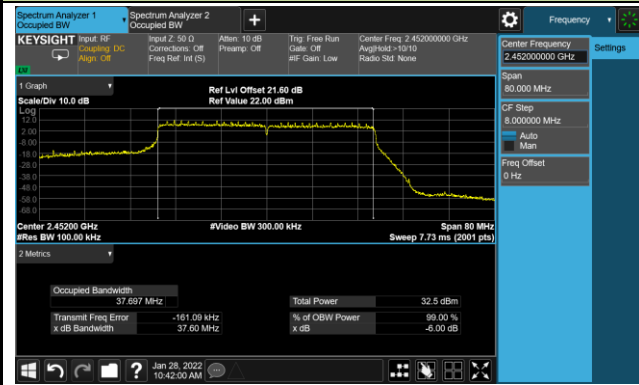 Spectrum Analyzer 1
Occupied BW
Spectrum Analyzer 2
Occupied BW
+
Frequency
KEYSIGHT
Input: RF
Coupling: DC
Align: Off
Input Z: 50 Ω
Corrections: Off
Freq Ref: Int (S)
Atten: 10 dB
Preamp: Off
Trig: Free Run
Gate: Off
#IF Gain: Low
Center Freq: 2.452000000 GHz
Avg|Hold:>10/10
Radio Std: None
Center Frequency
2.452000000 GHz
Settings
Span
80.000 MHz
CF Step
8.000000 MHz
Auto
Man
Freq Offset
0 Hz
1 Graph
Scale/Div 10.0 dB
Ref Lvl Offset 21.60 dB
Ref Value 22.00 dBm
Log
12.0
2.00
-8.00
-18.0
-28.0
-38.0
-48.0
-58.0
-68.0
Center 2.45200 GHz
#Res BW 100.00 kHz
#Video BW 300.00 kHz
Span 80 MHz
Sweep 7.73 ms (2001 pts)
2 Metrics
Occupied Bandwidth
37.697 MHz
Total Power 32.5 dBm
Transmit Freq Error -161.09 kHz
% of OBW Power 99.00 %
x dB Bandwidth 37.60 MHz
x dB -6.00 dB
?
Jan 28, 2022
10:42:00 AM